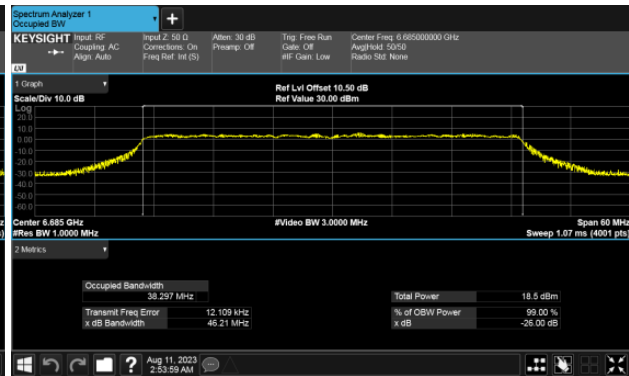 Spectrum Analyzer 1
Occupied BW
+
KEYSIGHT
Input: RF
Coupling: AC
Align: Auto
Input Z: 50 Ω
Corrections: On
Freq Ref: Int (S)
Atten: 30 dB
Preamp: Off
Trig: Free Run
Gate: Off
#IF Gain: Low
Center Freq: 6.685000000 GHz
Avg|Hold: 50/50
Radio Std: None
LXI
1 Graph
Scale/Div 10.0 dB
Ref Lvl Offset 10.50 dB
Ref Value 30.00 dBm
Log
20.0
10.0
0.00
-10.0
-20.0
-30.0
-40.0
-50.0
-60.0
Center 6.685 GHz
#Res BW 1.0000 MHz
#Video BW 3.0000 MHz
Span 60 MHz
Sweep 1.07 ms (4001 pts)
2 Metrics
Occupied Bandwidth
38.297 MHz
Transmit Freq Error 12.109 kHz
x dB Bandwidth 46.21 MHz
Total Power 18.5 dBm
% of OBW Power 99.00 %
x dB -26.00 dB
?
Aug 11, 2023
2:53:59 AM